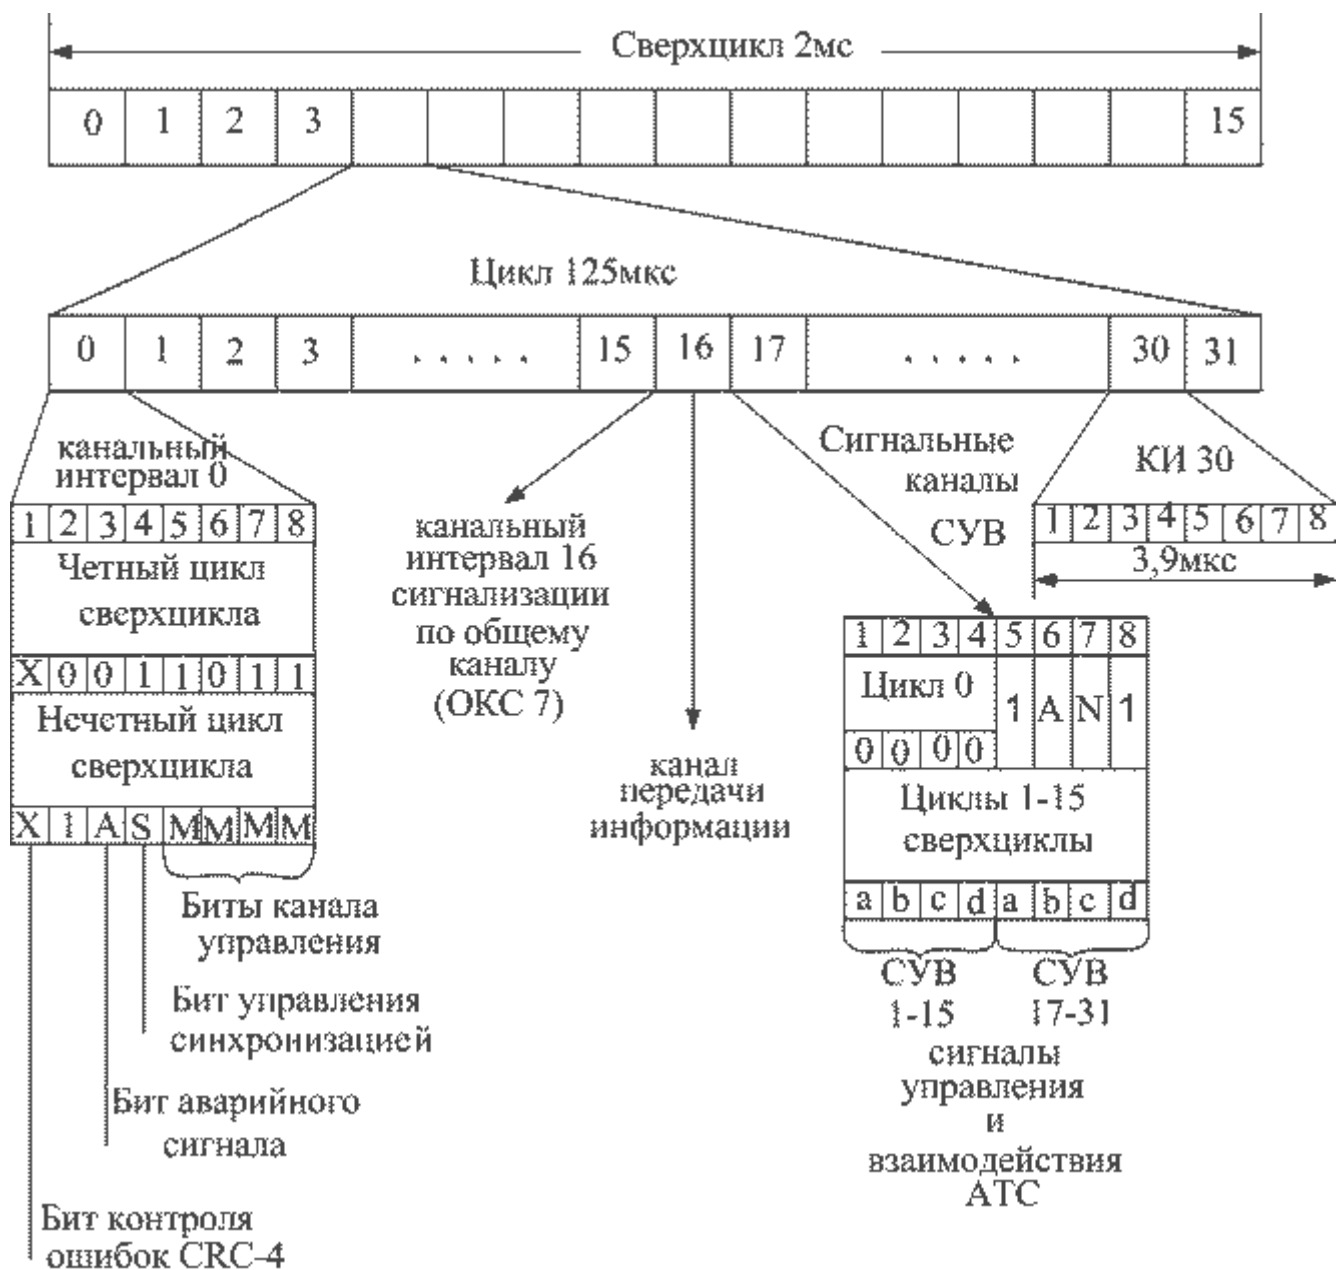 Сверхцикл 2мс
0 1 2 3 15
Цикл 125мкс
0 1 2 3 ..... 15 16 17 ..... 30 31
канальный
интервал 0
1 2 3 4 5 6 7 8
Четный цикл
сверхцикла
X 0 0 1 1 0 1 1
Нечетный цикл
сверхцикла
X 1 A S M M M M
Биты канала
управления
Бит управления
синхронизацией
Бит аварийного
сигнала
Бит контроля
ошибок CRC-4
канальный
интервал 16
сигнализации
по общему
каналу
(ОКС 7)
канал
передачи
информации
Сигнальные
каналы
СУВ
КИ 30
1 2 3 4 5 6 7 8
3,9мкс
1 2 3 4 5 6 7 8
Цикл 0
1 A N 1
0 0 0 0
Циклы 1-15
сверхциклы
a b c d a b c d
СУВ
1-15
СУВ
17-31
сигналы
управления
и
взаимодействия
АТС